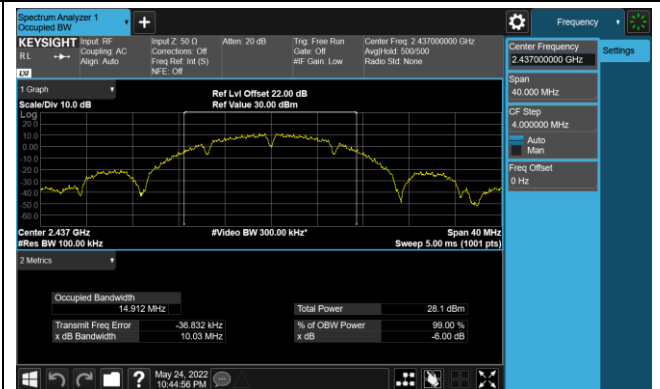 Spectrum Analyzer 1
Occupied BW
+
Frequency
KEYSIGHT
R L
LXI
Input: RF
Coupling: AC
Align: Auto
Input Z: 50 Ω
Corrections: Off
Freq Ref: Int (S)
NFE: Off
Atten: 20 dB
Trig: Free Run
Gate: Off
#IF Gain: Low
Center Freq: 2.437000000 GHz
Avg|Hold: 500/500
Radio Std: None
Center Frequency
2.437000000 GHz
Settings
Span
40.000 MHz
CF Step
4.000000 MHz
Auto
Man
Freq Offset
0 Hz
1 Graph
Scale/Div 10.0 dB
Ref Lvl Offset 22.00 dB
Ref Value 30.00 dBm
Log
20.0
10.0
0.00
-10.0
-20.0
-30.0
-40.0
-50.0
-60.0
Center 2.437 GHz
#Video BW 300.00 kHz*
Span 40 MHz
#Res BW 100.00 kHz
Sweep 5.00 ms (1001 pts)
2 Metrics
Occupied Bandwidth
14.912 MHz
Total Power 28.1 dBm
Transmit Freq Error -36.832 kHz
% of OBW Power 99.00 %
x dB Bandwidth 10.03 MHz
x dB -6.00 dB
?
May 24, 2022
10:44:56 PM